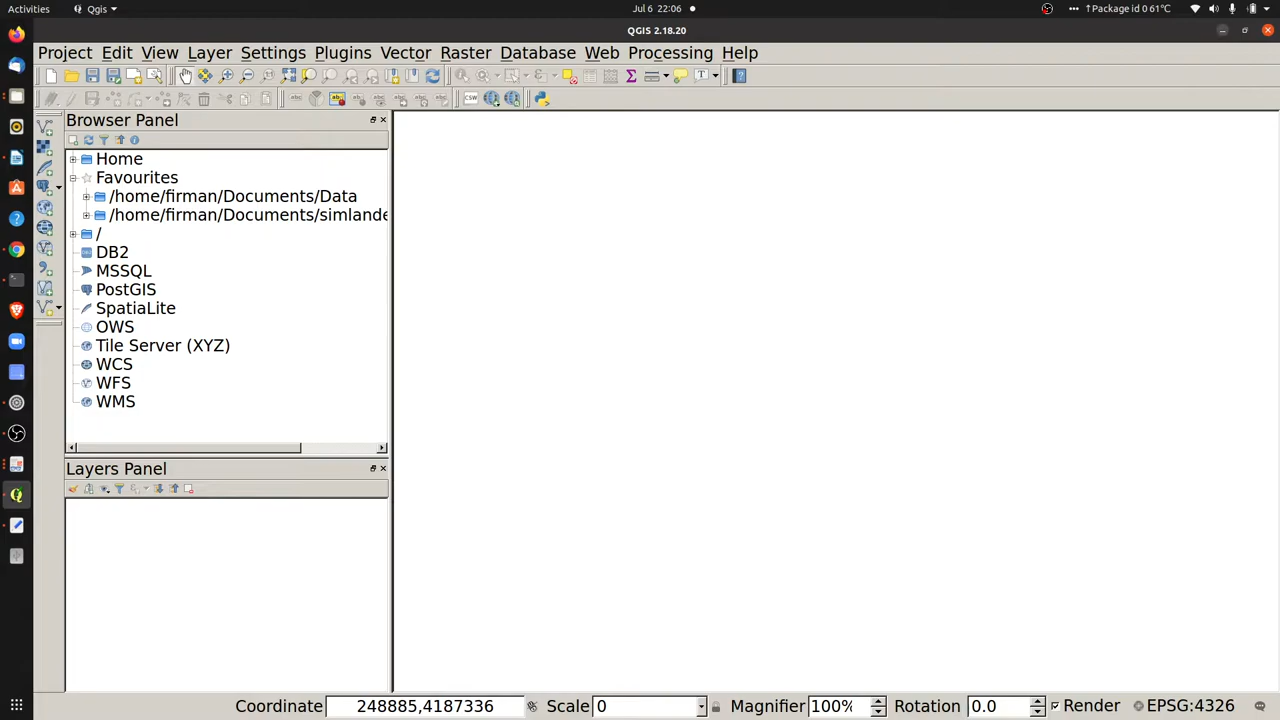 Activities Qgis Jul 6 22:06 ↑Package id 0 61°C
QGIS 2.18.20
Project Edit View Layer Settings Plugins Vector Raster Database Web Processing Help
Browser Panel
Home
Favourites
/home/firman/Documents/Data
/home/firman/Documents/simlande
/
DB2
MSSQL
PostGIS
SpatiaLite
OWS
Tile Server (XYZ)
WCS
WFS
WMS
Layers Panel
Coordinate 248885,4187336 Scale 0 Magnifier 100% Rotation 0.0 Render EPSG:4326